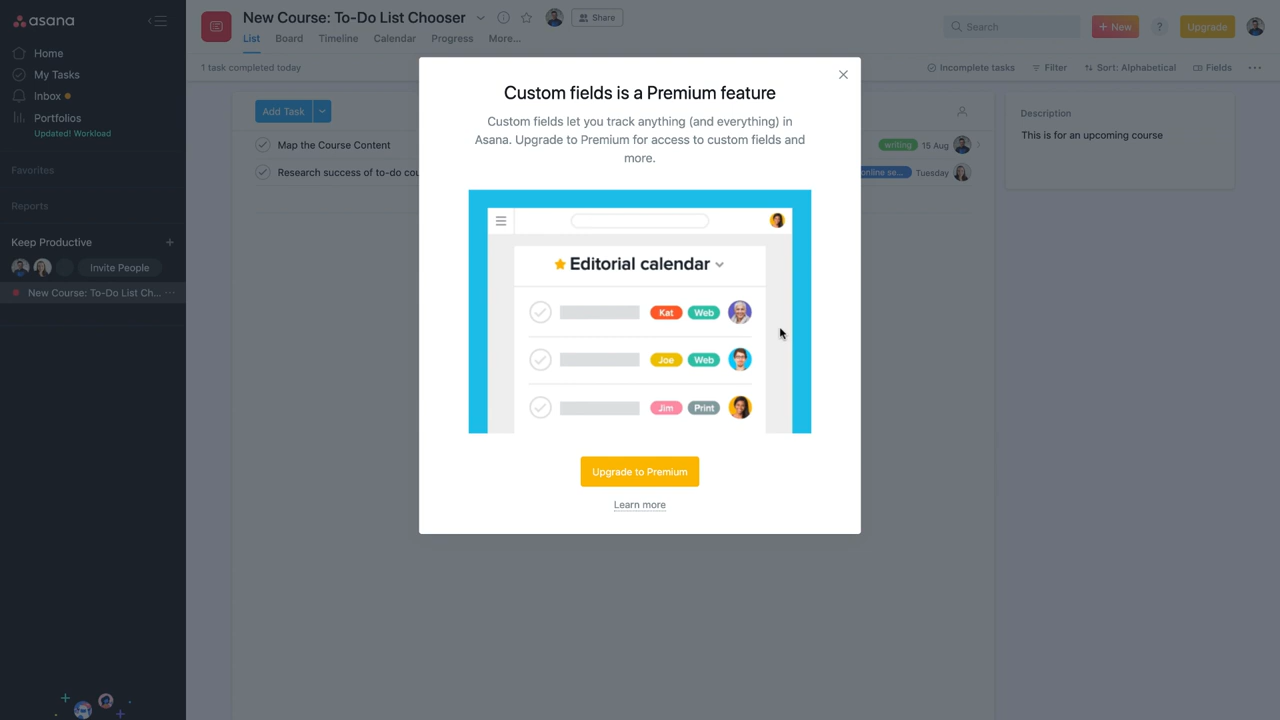 asana
Home
My Tasks
Inbox
Portfolios
Updated! Workload
Favorites
Reports
Keep Productive
Invite People
New Course: To-Do List Ch...
New Course: To-Do List Chooser
Share
List Board Timeline Calendar Progress More...
Search
New
?
Upgrade
1 task completed today
Incomplete tasks
Filter
Sort: Alphabetical
Fields
Add Task
Map the Course Content
writing
15 Aug
Research success of to-do cou
online se...
Tuesday
Description
This is for an upcoming course
Custom fields is a Premium feature
Custom fields let you track anything (and everything) in
Asana. Upgrade to Premium for access to custom fields and
more.
Editorial calendar
Kat Web
Joe Web
Jim Print
Upgrade to Premium
Learn more